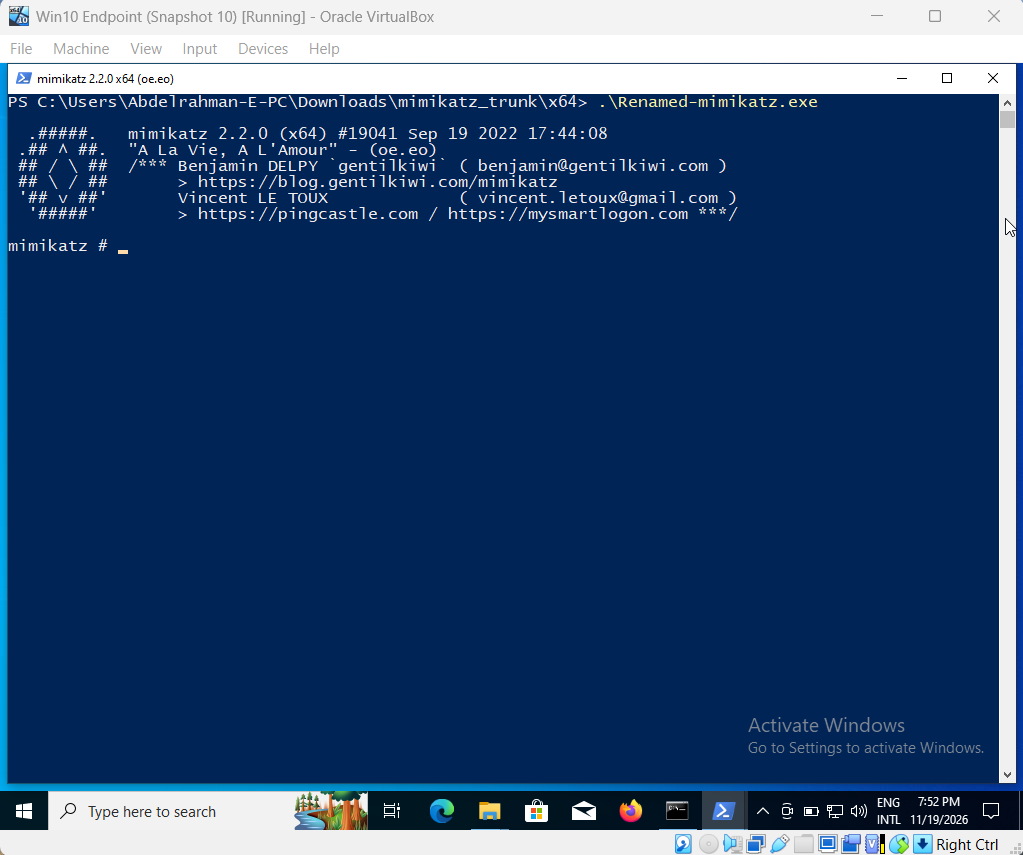 Win10 Endpoint (Snapshot 10) [Running] - Oracle VirtualBox
File Machine View Input Devices Help
mimikatz 2.2.0 x64 (oe.eo)
PS C:\Users\Abdelrahman-E-PC\Downloads\mimikatz_trunk\x64> .\Renamed-mimikatz.exe
  .#####.   mimikatz 2.2.0 (x64) #19041 Sep 19 2022 17:44:08
 .## ^ ##.  "A La Vie, A L'Amour" - (oe.eo)
 ## / \ ##  /*** Benjamin DELPY `gentilkiwi` ( benjamin@gentilkiwi.com )
 ## \ / ##       > https://blog.gentilkiwi.com/mimikatz
 '## v ##'       Vincent LE TOUX             ( vincent.letoux@gmail.com )
  '#####'        > https://pingcastle.com / https://mysmartlogon.com ***/
mimikatz # _
Activate Windows
Go to Settings to activate Windows.
Type here to search
ENG
INTL
7:52 PM
11/19/2026
Right Ctrl